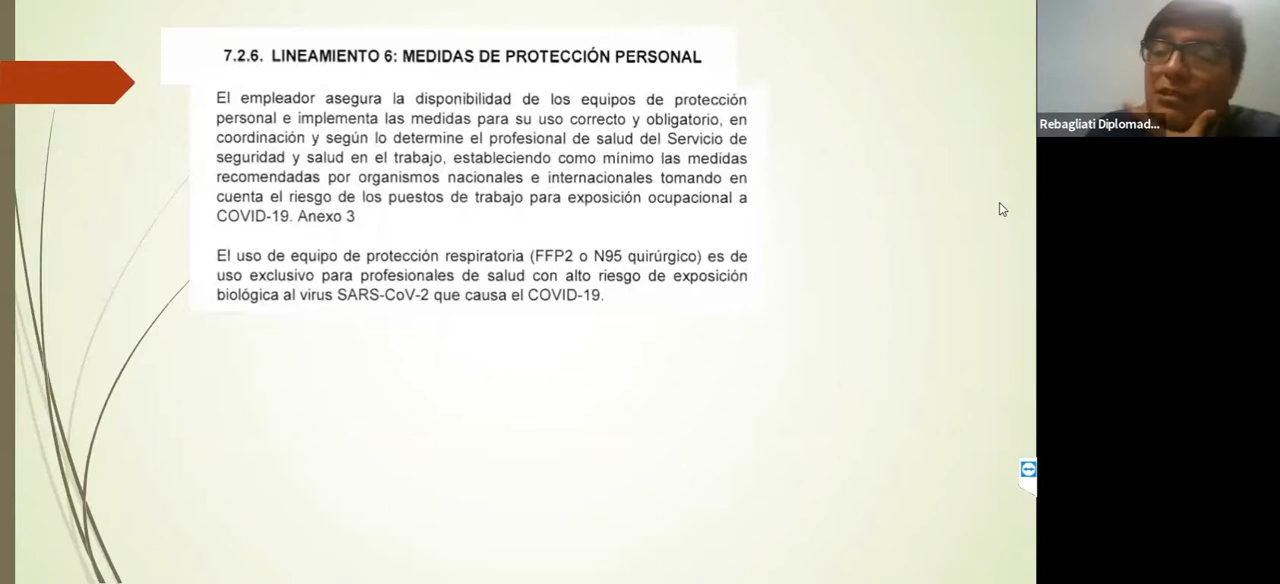 7.2.6. LINEAMIENTO 6: MEDIDAS DE PROTECCIÓN PERSONAL
El empleador asegura la disponibilidad de los equipos de protección
personal e implementa las medidas para su uso correcto y obligatorio, en
coordinación y según lo determine el profesional de salud del Servicio de
seguridad y salud en el trabajo, estableciendo como mínimo las medidas
recomendadas por organismos nacionales e internacionales tomando en
cuenta el riesgo de los puestos de trabajo para exposición ocupacional a
COVID-19. Anexo 3
El uso de equipo de protección respiratoria (FFP2 o N95 quirúrgico) es de
uso exclusivo para profesionales de salud con alto riesgo de exposición
biológica al virus SARS-CoV-2 que causa el COVID-19.
Rebagliati Diplomad...